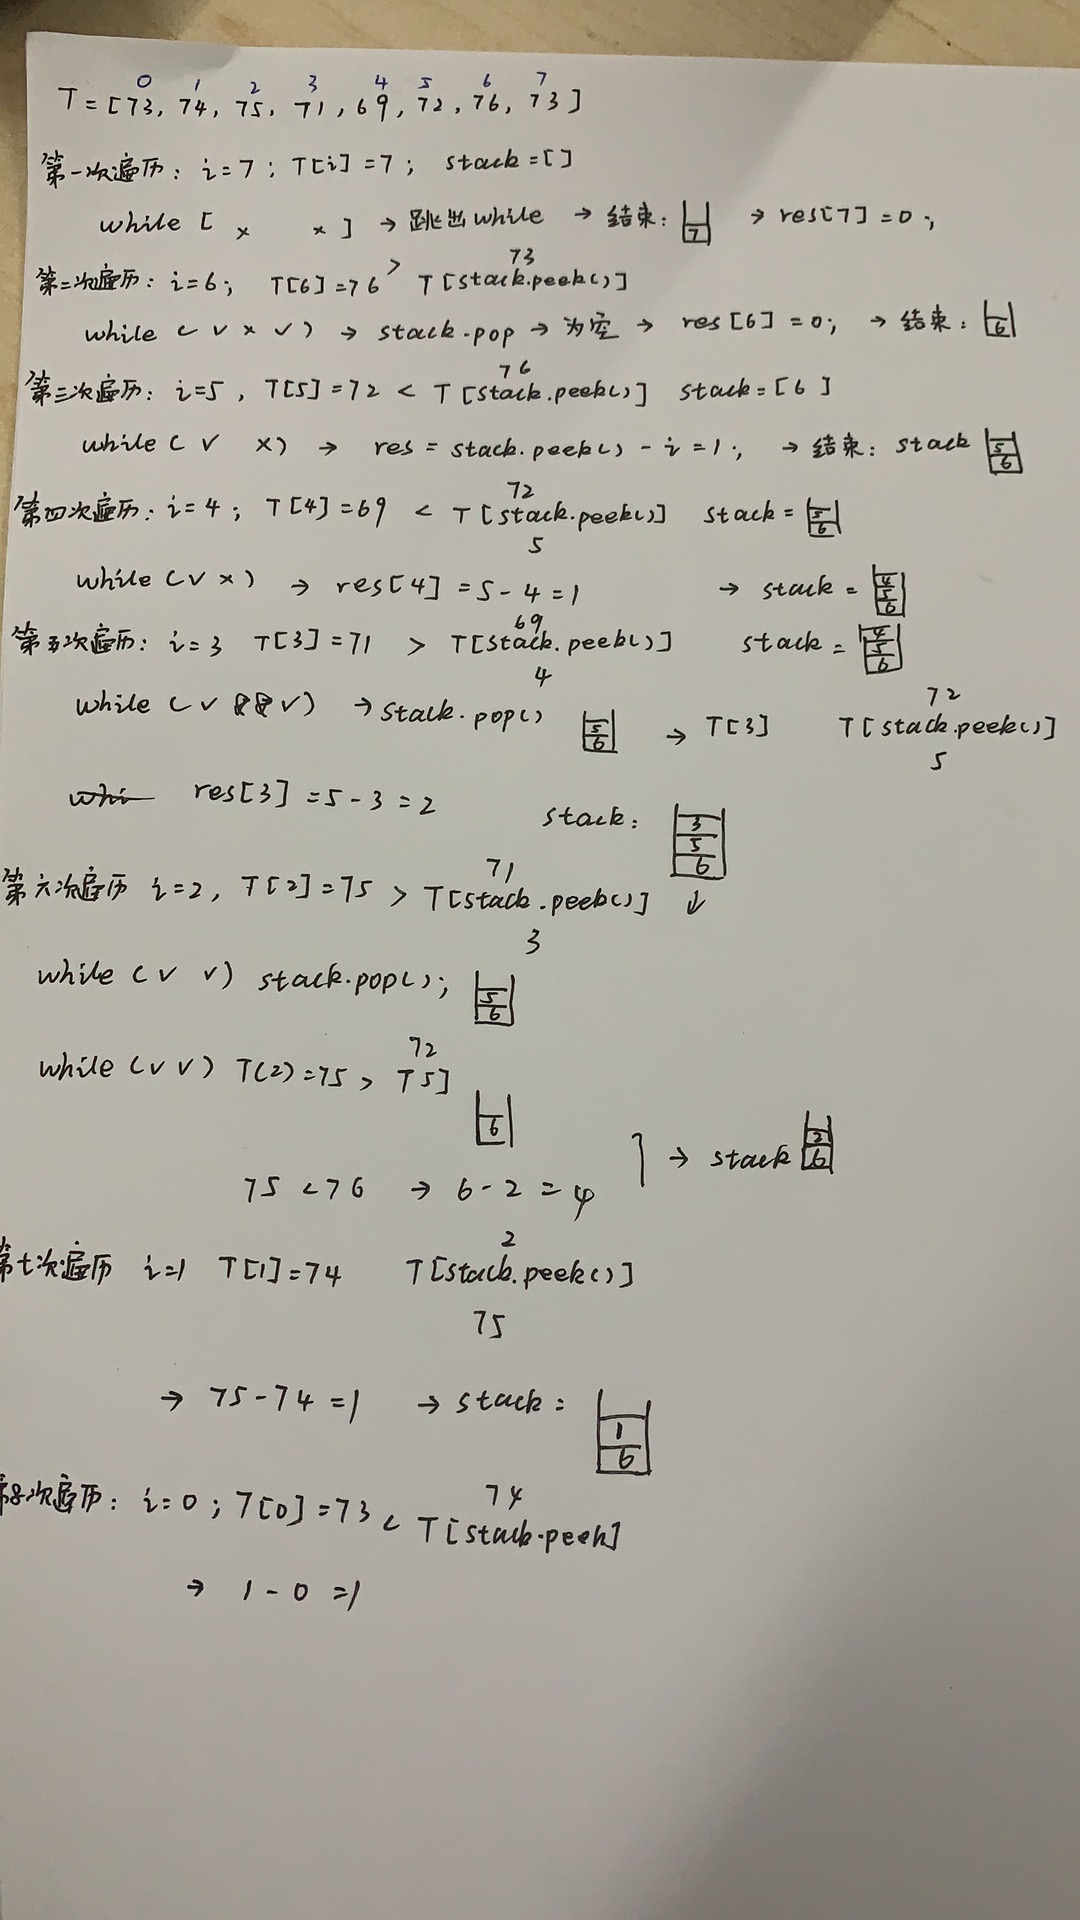 0 1 2 3 4 5 6 7
T = [73, 74, 75, 71, 69, 72, 76, 73]
第一次遍历: i=7; T[i]=7; stack=[]
while [ × × ] → 跳出while → 结束: 7 → res[7]=0;
73
第二次遍历: i=6; T[6]=76 > T[stack.peek()]
while (∨ × ∨) → stack.pop → 为空 → res[6]=0; → 结束: 6
76
第三次遍历: i=5, T[5]=72 < T[stack.peek()] stack=[6]
while (∨ ×) → res = stack.peek() - i = 1; → 结束: stack 5 6
72
第四次遍历: i=4; T[4]=69 < T[stack.peek()] stack = 5 6
5
while (∨ ×) → res[4] = 5-4=1 → stack = 4 5 6
69
第五次遍历: i=3 T[3]=71 > T[stack.peek()] stack = 4 5 6
4
72
while (∨ ∨) → stack.pop() 5 6 → T[3] T[stack.peek()]
5
res[3] = 5-3=2 stack: 3 5 6
71
第六次遍历 i=2, T[2]=75 > T[stack.peek()] ↓
3
while (∨ ∨) stack.pop(); 5 6
72
while (∨∨) T(2)=75 > T5]
6
→ stack 2 6
75<76 → 6-2=4
2
第七次遍历 i=1 T[1]=74 T[stack.peek()]
75
→ 75-74=1 → stack: 1 6
74
第8次遍历: i=0; T[0]=73 < T[stack.peek]
→ 1-0=1